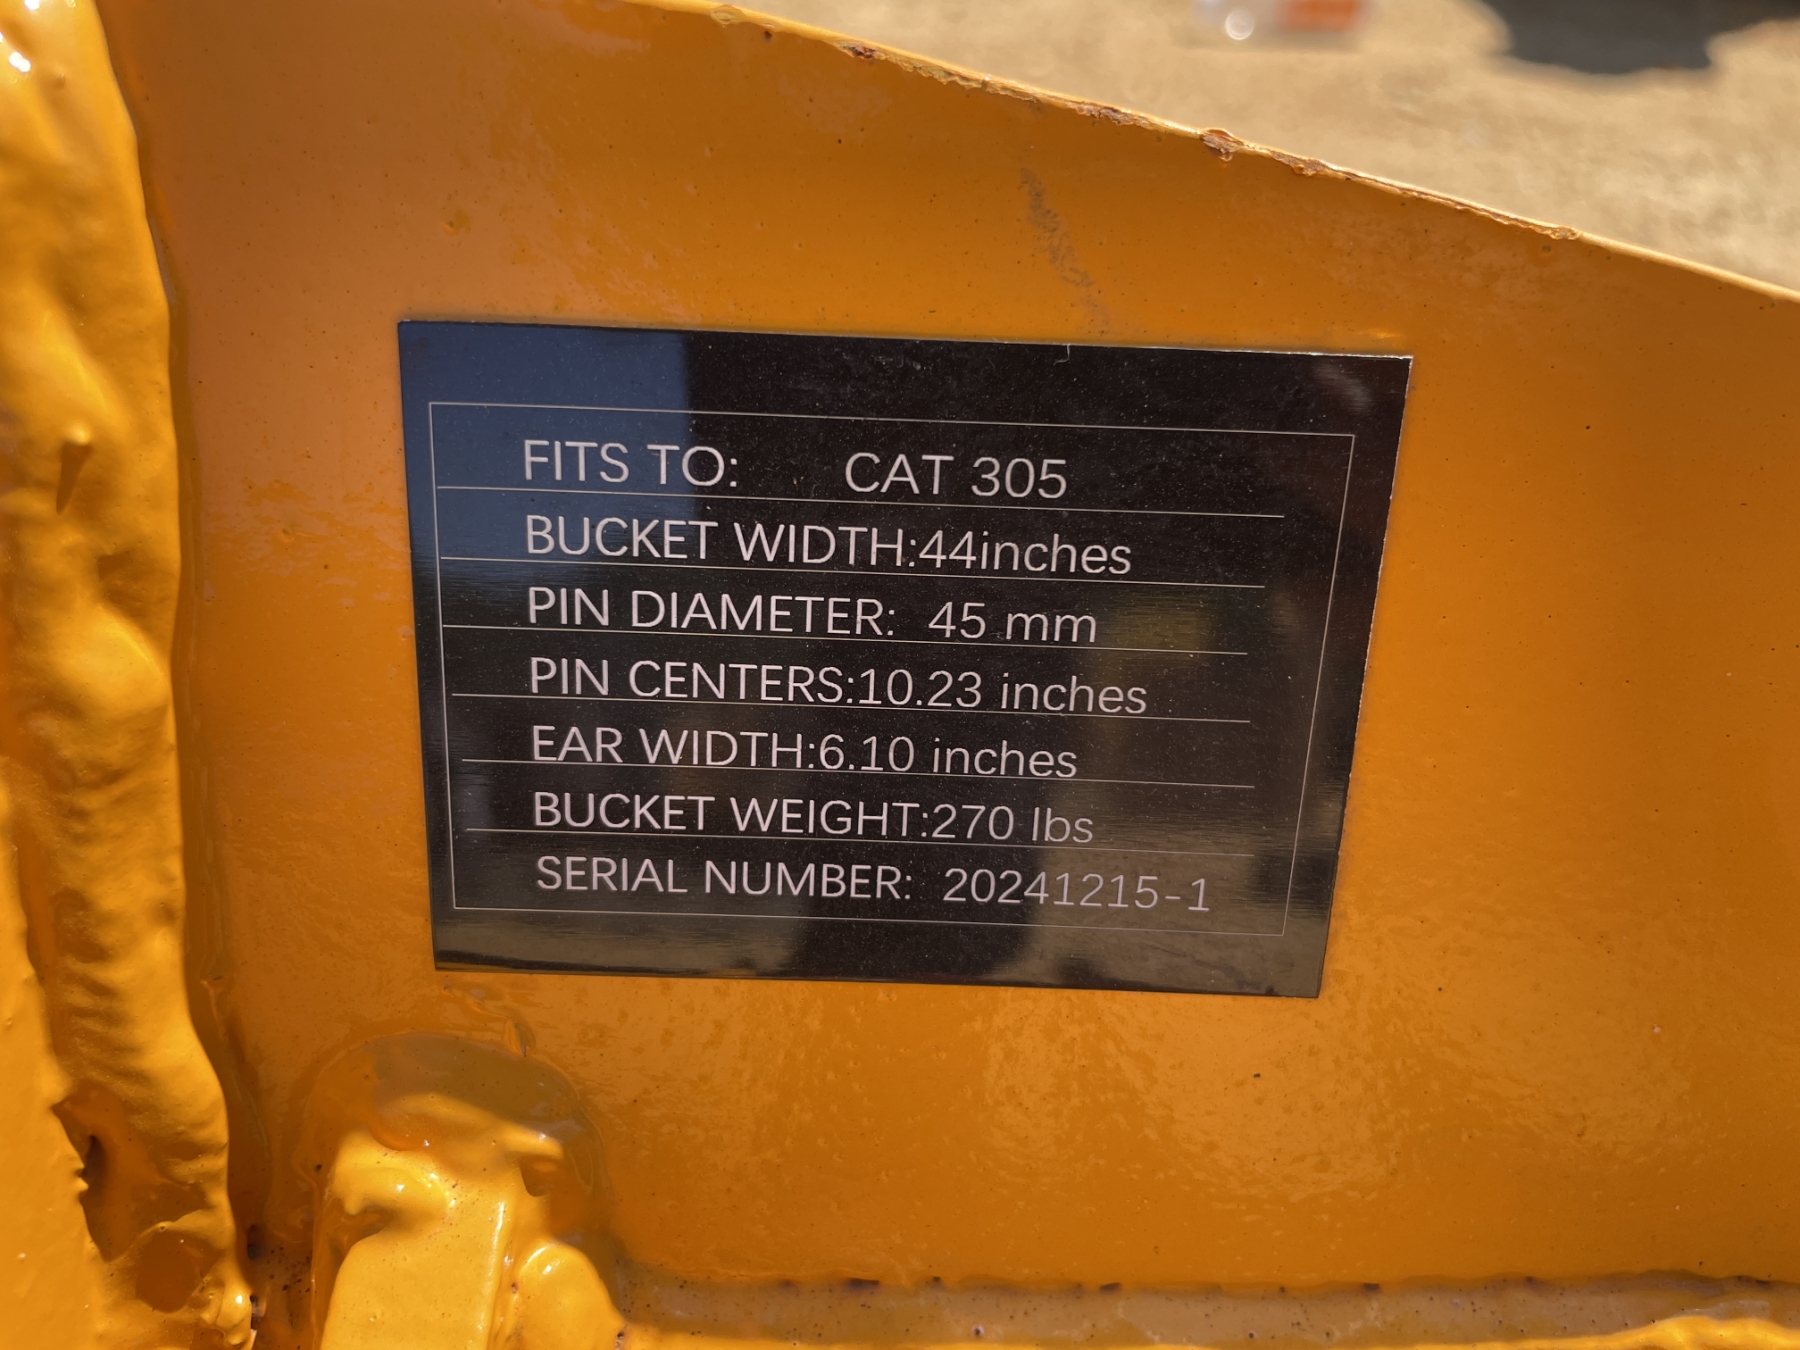 FITS TO: CAT 305
BUCKET WIDTH:44inches
PIN DIAMETER: 45 mm
PIN CENTERS:10.23 inches
EAR WIDTH:6.10 inches
BUCKET WEIGHT:270 lbs
SERIAL NUMBER: 20241215-1